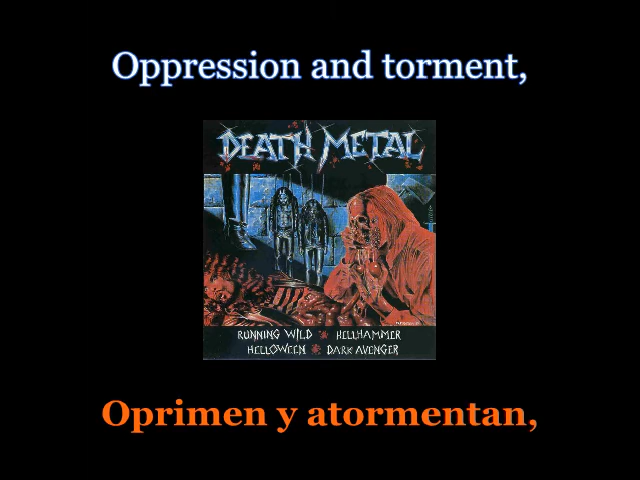 Oppression and torment,
DEATH METAL
RUNNING WILD HELLHAMMER
HELLOWEEN DARK AVENGER
Oprimen y atormentan,